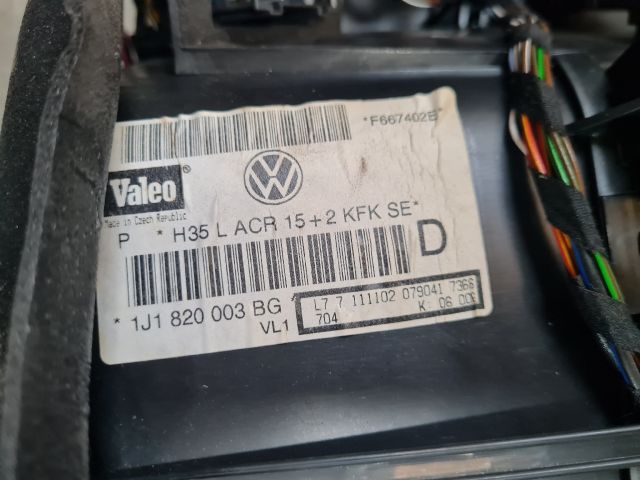 *F667402B*
Valeo®
Made in Czech Republic
P * H35 L ACR 15+2 KFK SE*
D
* 1J1 820 003 BG *
VL1
L7 7 111102 079041 7366
704 K: 06 006